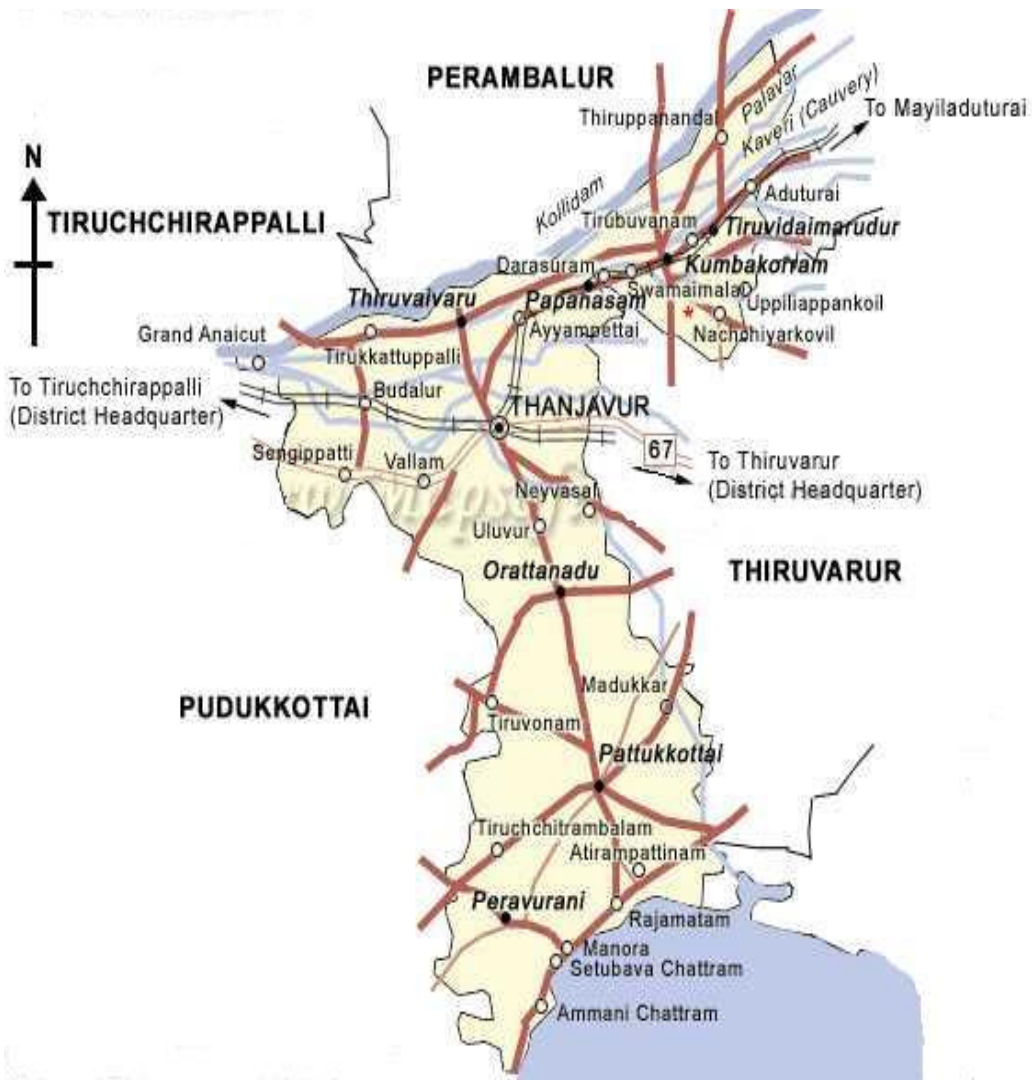 PERAMBALUR
Palavar
Thiruppanandal
Kaveri (Cauvery)
To Mayiladuturai
N
Kollidam
Aduturai
TIRUCHCHIRAPPALLI
Tirubuvanam
Tiruvidaimarudur
Darasuram
Kumbakorram
Swamaimalai
Thiruvaivaru
Papanasam
Uppiliappankoil
*
Grand Anaicut
Ayyampettai
Nachchiyarkovil
Tirukkattuppalli
To Tiruchchirappalli
(District Headquarter)
Budalur
THANJAVUR
67
Sengippatti
Vallam
To Thiruvarur
(District Headquarter)
Neyvasal
Uluvur
Orattanadu
THIRUVARUR
Madukkar
PUDUKKOTTAI
Tiruvonam
Pattukkottai
Tiruchchitrambalam
Atirampattinam
Peravurani
Rajamatam
Manora
Setubava Chattram
Ammani Chattram